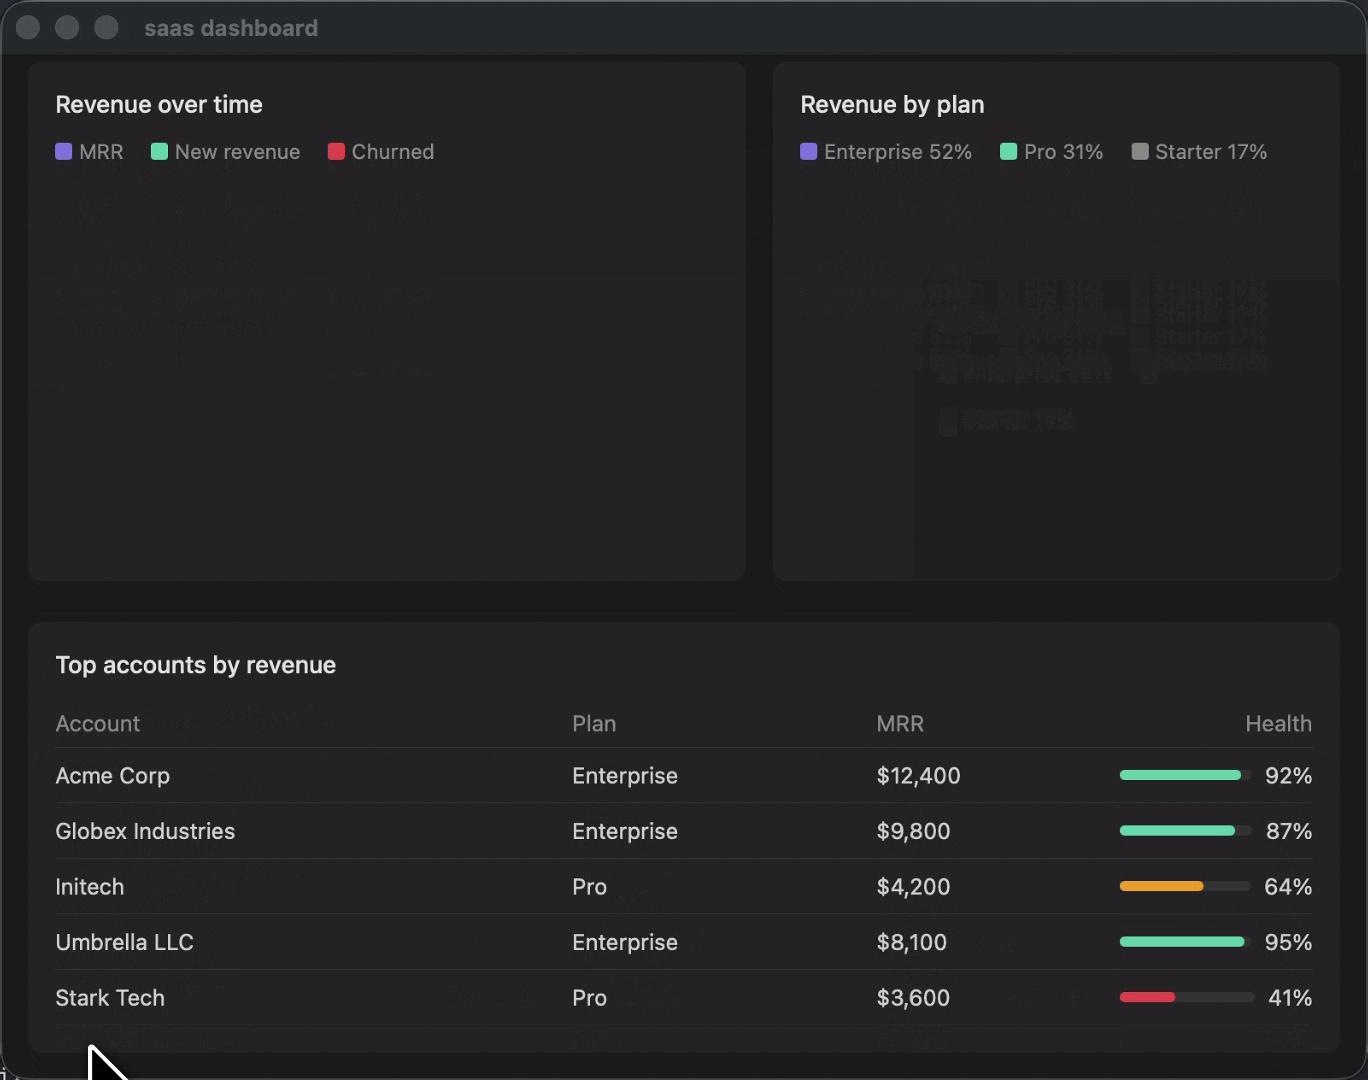 saas dashboard
Revenue over time
MRR New revenue Churned
Revenue by plan
Enterprise 52% Pro 31% Starter 17%
Starter 17%
Top accounts by revenue
Account Plan MRR Health
Acme Corp Enterprise $12,400 92%
Globex Industries Enterprise $9,800 87%
Initech Pro $4,200 64%
Umbrella LLC Enterprise $8,100 95%
Stark Tech Pro $3,600 41%